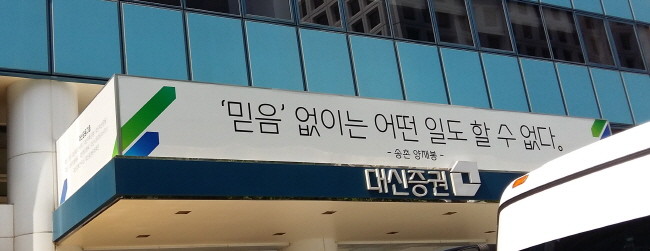 ‘믿음’ 없이는 어떤 일도 할 수 없다.
- 송촌 양재봉 -
대신증권